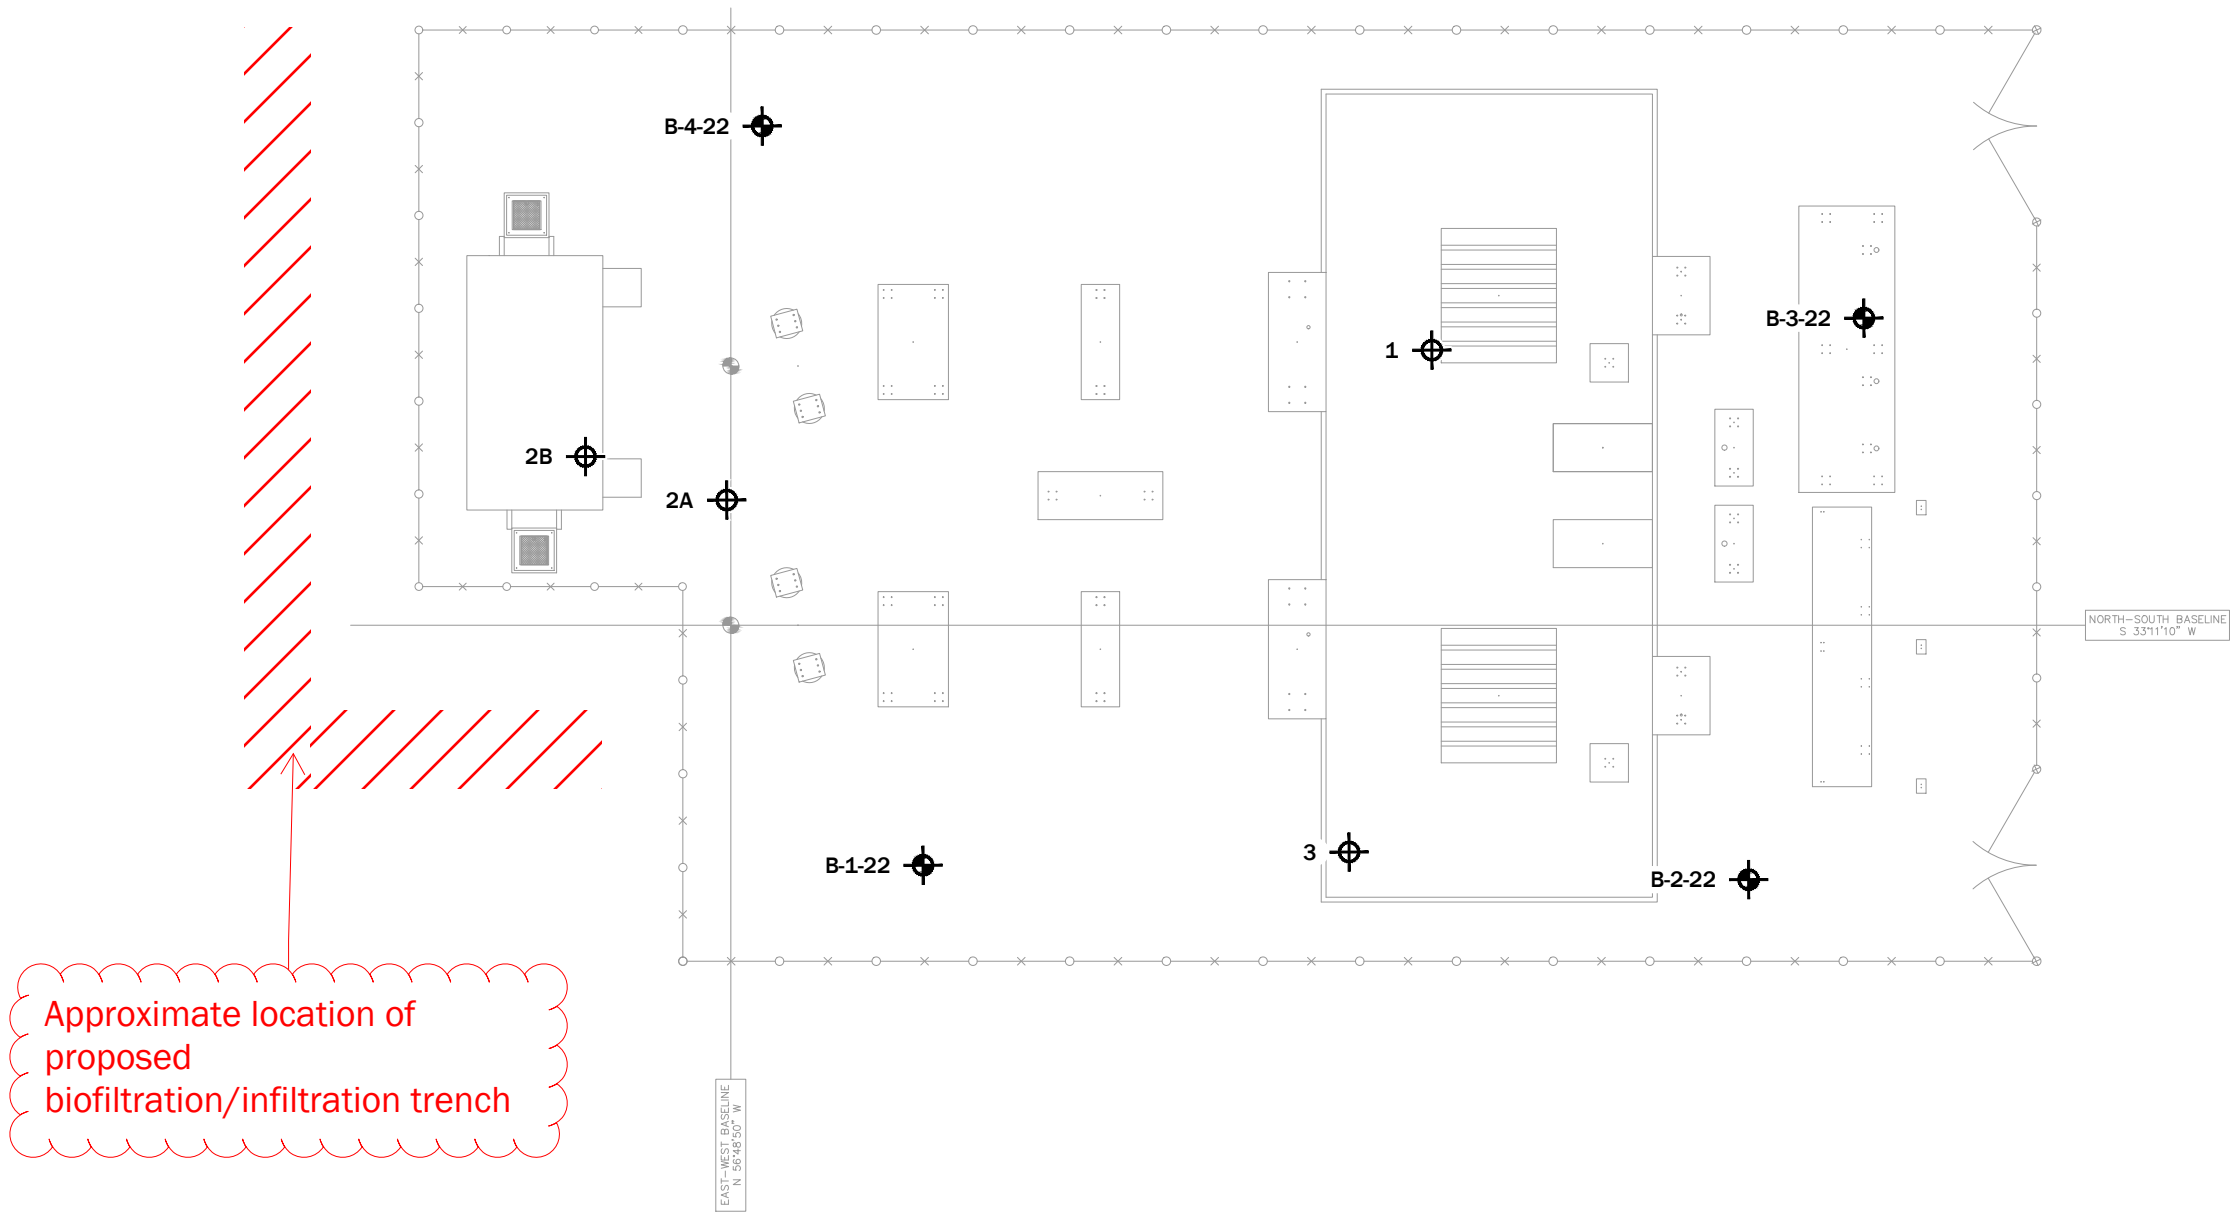 B-4-22
B-3-22
1
2B
2A
NORTH-SOUTH BASELINE
S 33°11'10" W
3
B-1-22
B-2-22
Approximate location of
proposed
biofiltration/infiltration trench
EAST-WEST BASELINE
N 56°48'50" W